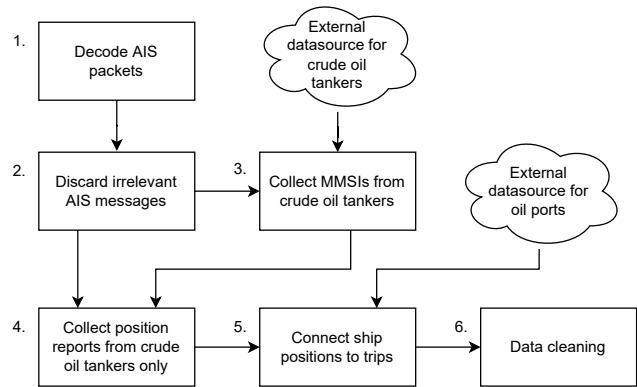 1.
Decode AIS
packets
External
datasource for
crude oil
tankers
2.
Discard irrelevant
AIS messages
3.
Collect MMSIs from
crude oil tankers
External
datasource for
oil ports
4.
Collect position
reports from crude
oil tankers only
5.
Connect ship
positions to trips
6.
Data cleaning